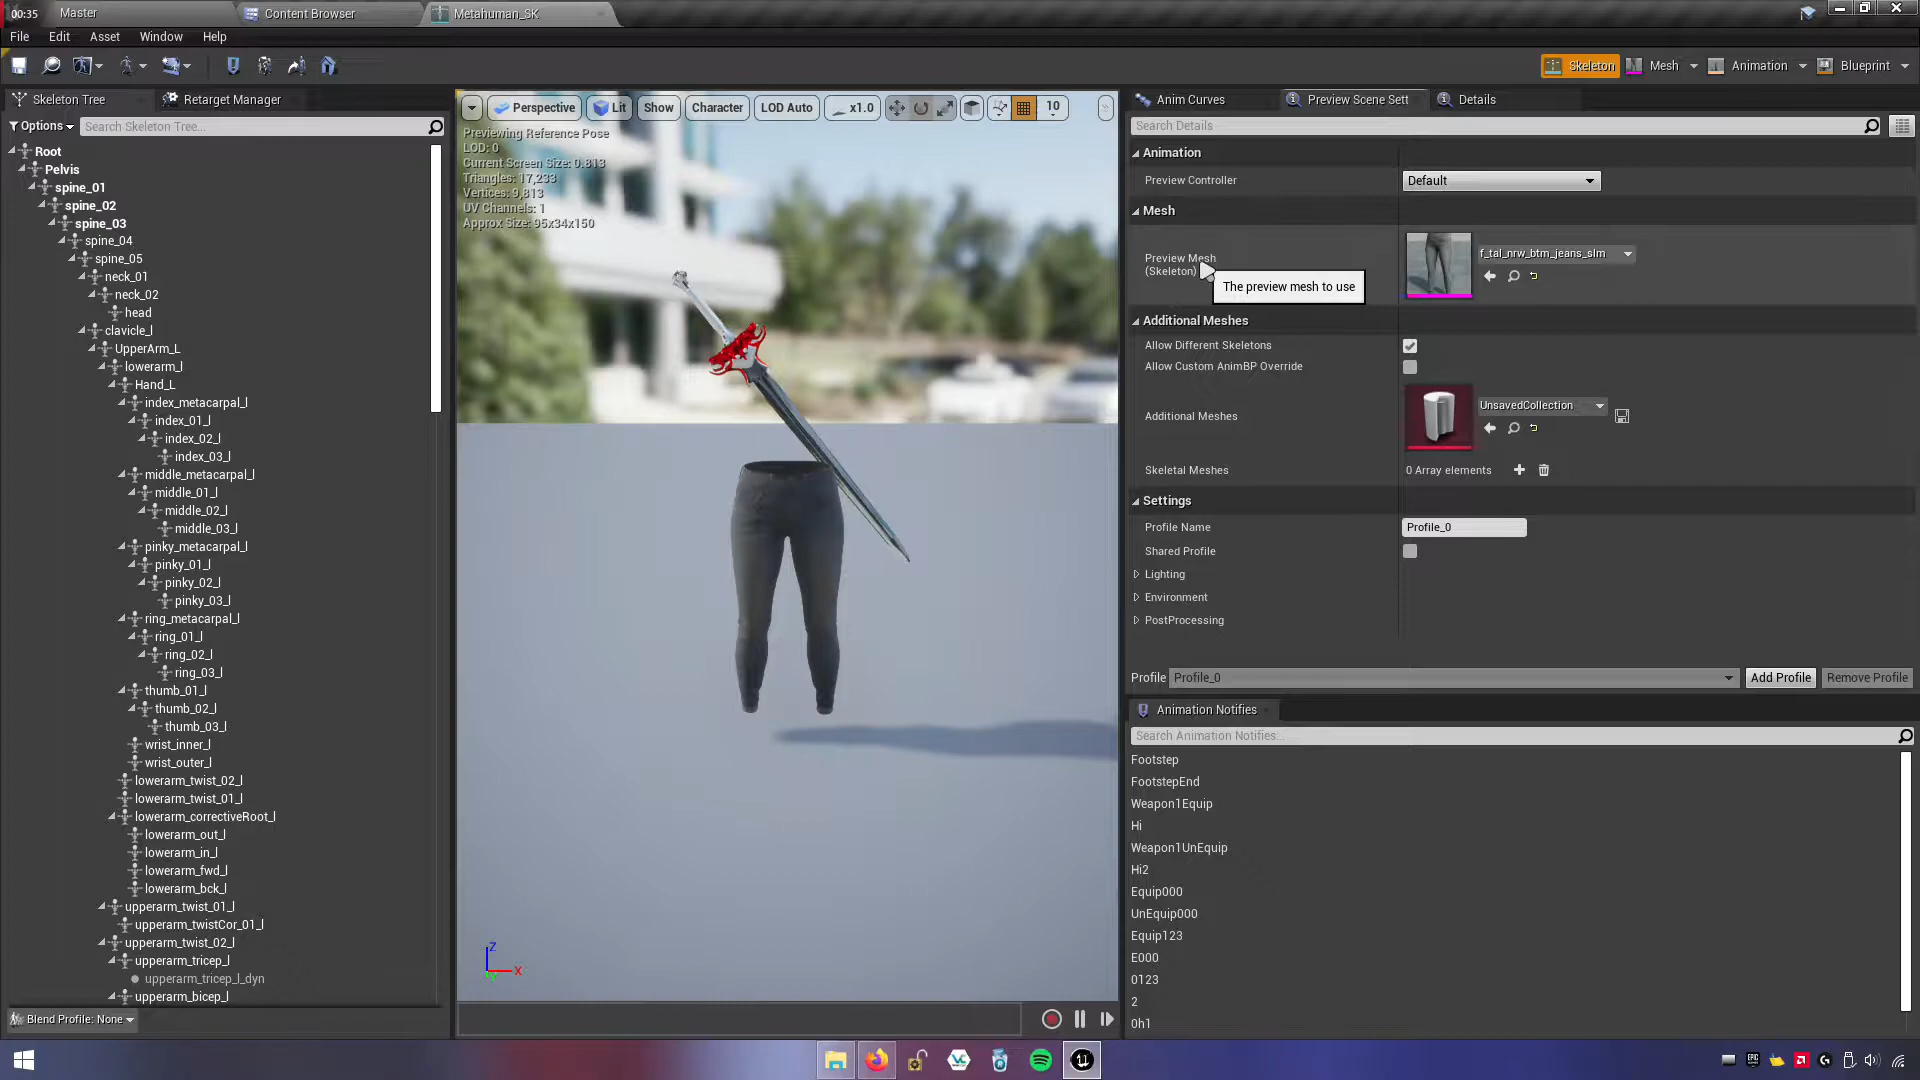 00:35
Master
Content Browser
Metahuman_SK
File
Edit
Asset
Window
Help
Skeleton
Mesh
Animation
Blueprint
Skeleton Tree
Retarget Manager
Options
Search Skeleton Tree...
Root
Pelvis
spine_01
spine_02
spine_03
spine_04
spine_05
neck_01
neck_02
head
clavicle_l
UpperArm_L
lowerarm_l
Hand_L
index_metacarpal_l
index_01_l
index_02_l
index_03_l
middle_metacarpal_l
middle_01_l
middle_02_l
middle_03_l
pinky_metacarpal_l
pinky_01_l
pinky_02_l
pinky_03_l
ring_metacarpal_l
ring_01_l
ring_02_l
ring_03_l
thumb_01_l
thumb_02_l
thumb_03_l
wrist_inner_l
wrist_outer_l
lowerarm_twist_02_l
lowerarm_twist_01_l
lowerarm_correctiveRoot_l
lowerarm_out_l
lowerarm_in_l
lowerarm_fwd_l
lowerarm_bck_l
upperarm_twist_01_l
upperarm_twistCor_01_l
upperarm_twist_02_l
upperarm_tricep_l
upperarm_tricep_l_dyn
upperarm_bicep_l
Blend Profile: None
Perspective
Lit
Show
Character
LOD Auto
x1.0
10
Previewing Reference Pose
LOD: 0
Current Screen Size: 0.813
Triangles: 17,233
Vertices: 9,813
UV Channels: 1
Approx Size: 95x34x150
Z
X
Anim Curves
Preview Scene Sett
Details
Search Details
Animation
Preview Controller
Default
Mesh
Preview Mesh
(Skeleton)
f_tal_nrw_btm_jeans_slm
The preview mesh to use
Additional Meshes
Allow Different Skeletons
Allow Custom AnimBP Override
Additional Meshes
UnsavedCollection
Skeletal Meshes
0 Array elements
Settings
Profile Name
Profile_0
Shared Profile
Lighting
Environment
PostProcessing
Profile
Profile_0
Add Profile
Remove Profile
Animation Notifies
Search Animation Notifies...
Footstep
FootstepEnd
Weapon1Equip
Hi
Weapon1UnEquip
Hi2
Equip000
UnEquip000
Equip123
E000
0123
2
0h1